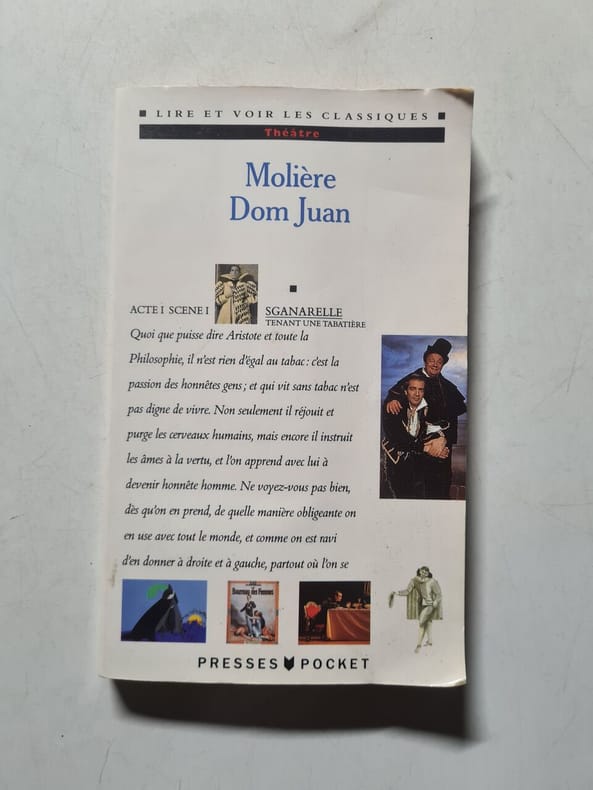 LIRE ET VOIR LES CLASSIQUES
Théâtre
Molière
Dom Juan
ACTE I SCENE I SGANARELLE
TENANT UNE TABATIÈRE
Quoi que puisse dire Aristote et toute la
Philosophie, il n'est rien d'égal au tabac : c'est la
passion des honnêtes gens ; et qui vit sans tabac n'est
pas digne de vivre. Non seulement il réjouit et
purge les cerveaux humains, mais encore il instruit
les âmes à la vertu, et l'on apprend avec lui à
devenir honnête homme. Ne voyez-vous pas bien,
dès qu'on en prend, de quelle manière obligeante on
en use avec tout le monde, et comme on est ravi
d'en donner à droite et à gauche, partout où l'on se
Bourreau des Femmes
PRESSES POCKET